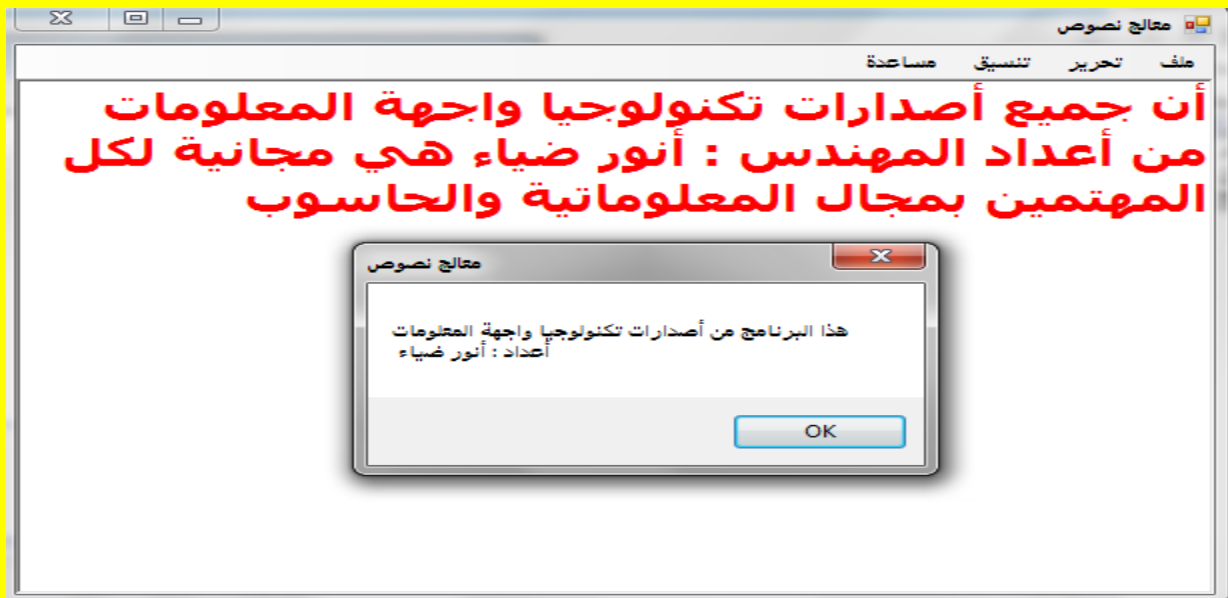 معالج نصوص
ملف تحرير تنسيق مساعدة
أن جميع أصدارات تكنولوجيا واجهة المعلومات
من أعداد المهندس : أنور ضياء هي مجانية لكل
المهتمين بمجال المعلوماتية والحاسوب
معالج نصوص
هذا البرنامج من أصدارات تكنولوجيا واجهة المعلومات
أعداد : أنور ضياء
OK